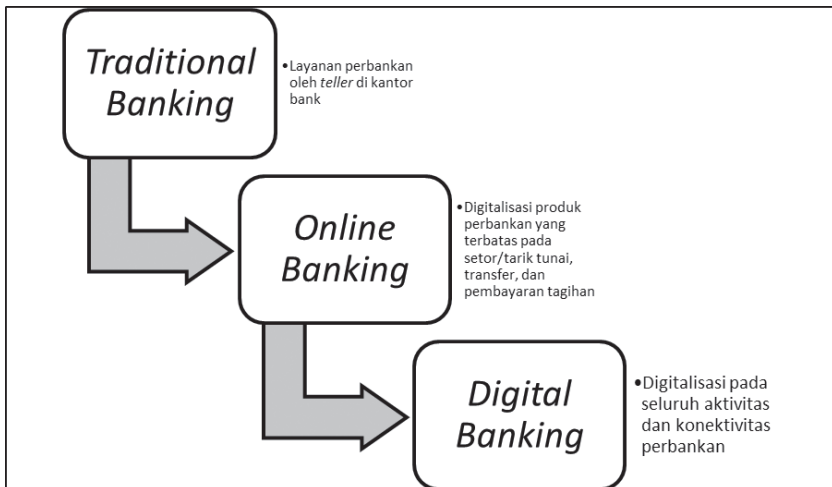 Traditional
Banking
•Layanan perbankan
oleh teller di kantor
bank
Online
Banking
•Digitalisasi produk
perbankan yang
terbatas pada
setor/tarik tunai,
transfer, dan
pembayaran tagihan
Digital
Banking
•Digitalisasi pada
seluruh aktivitas
dan konektivitas
perbankan